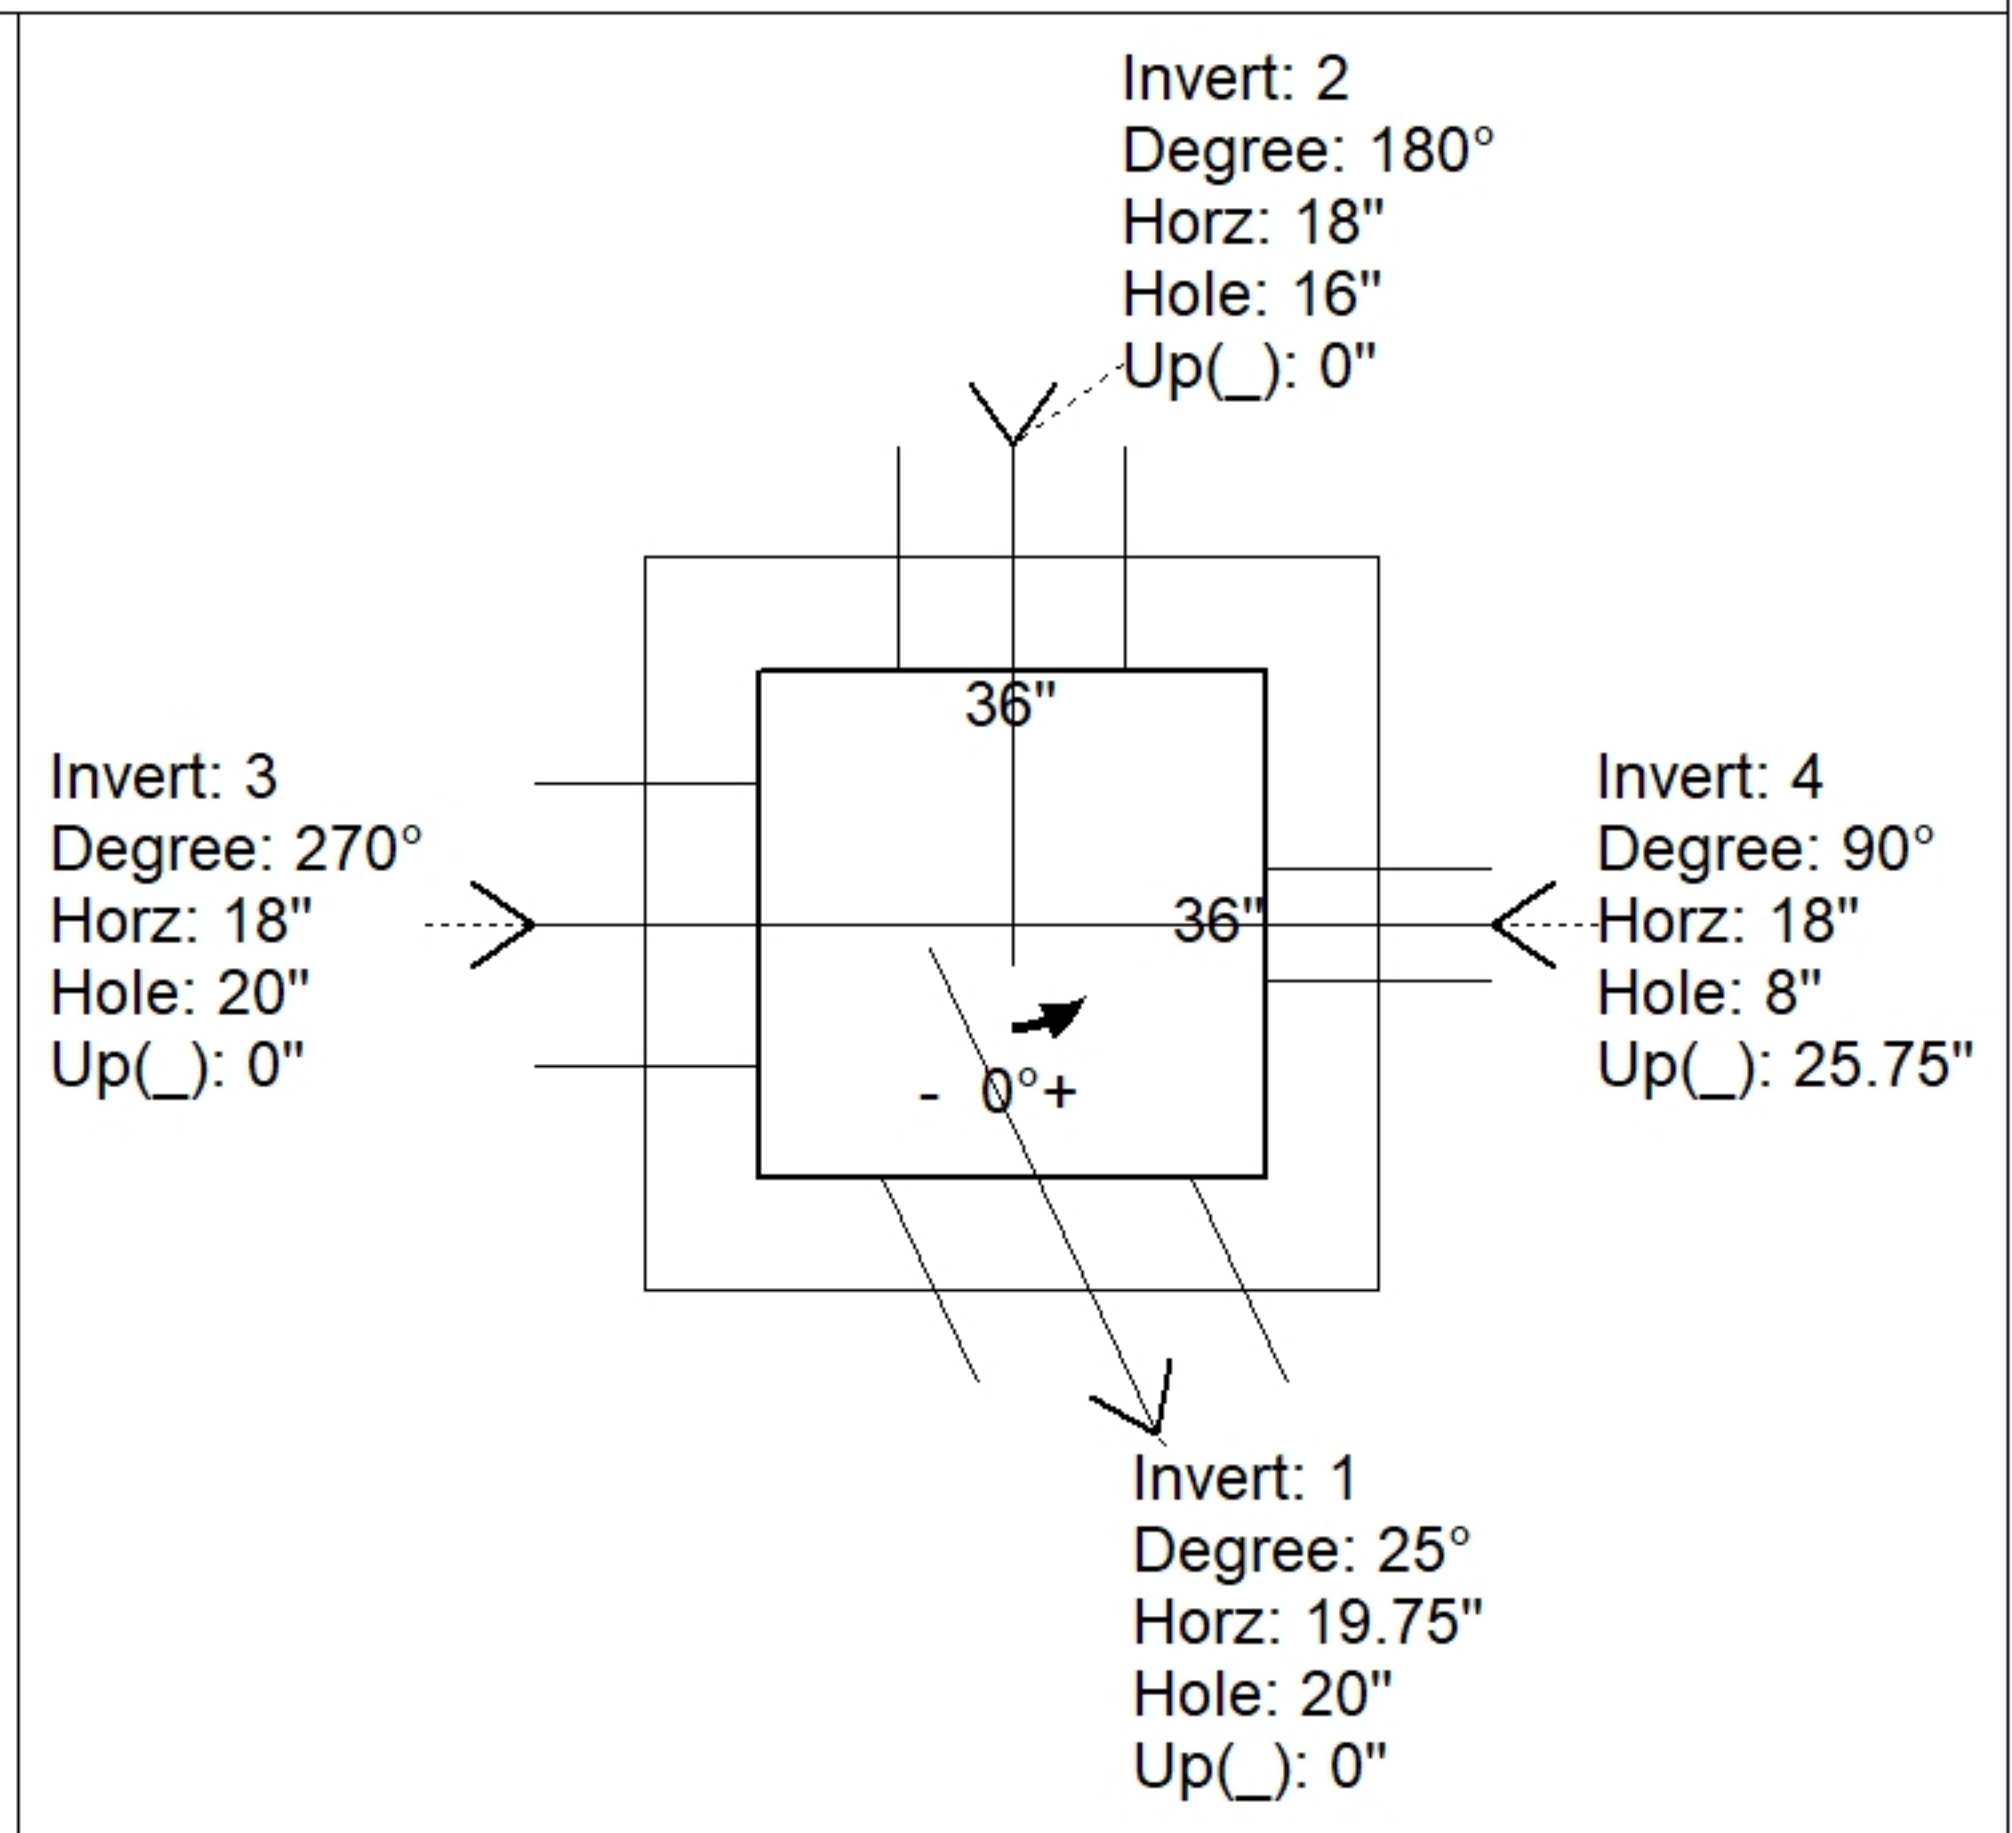 Invert: 2
Degree: 180°
Horz: 18"
Hole: 16"
Up(_): 0"
36"
Invert: 3
Degree: 270°
Horz: 18"
Hole: 20"
Up(_): 0"
36"
Invert: 4
Degree: 90°
Horz: 18"
Hole: 8"
Up(_): 25.75"
- 0°+
Invert: 1
Degree: 25°
Horz: 19.75"
Hole: 20"
Up(_): 0"